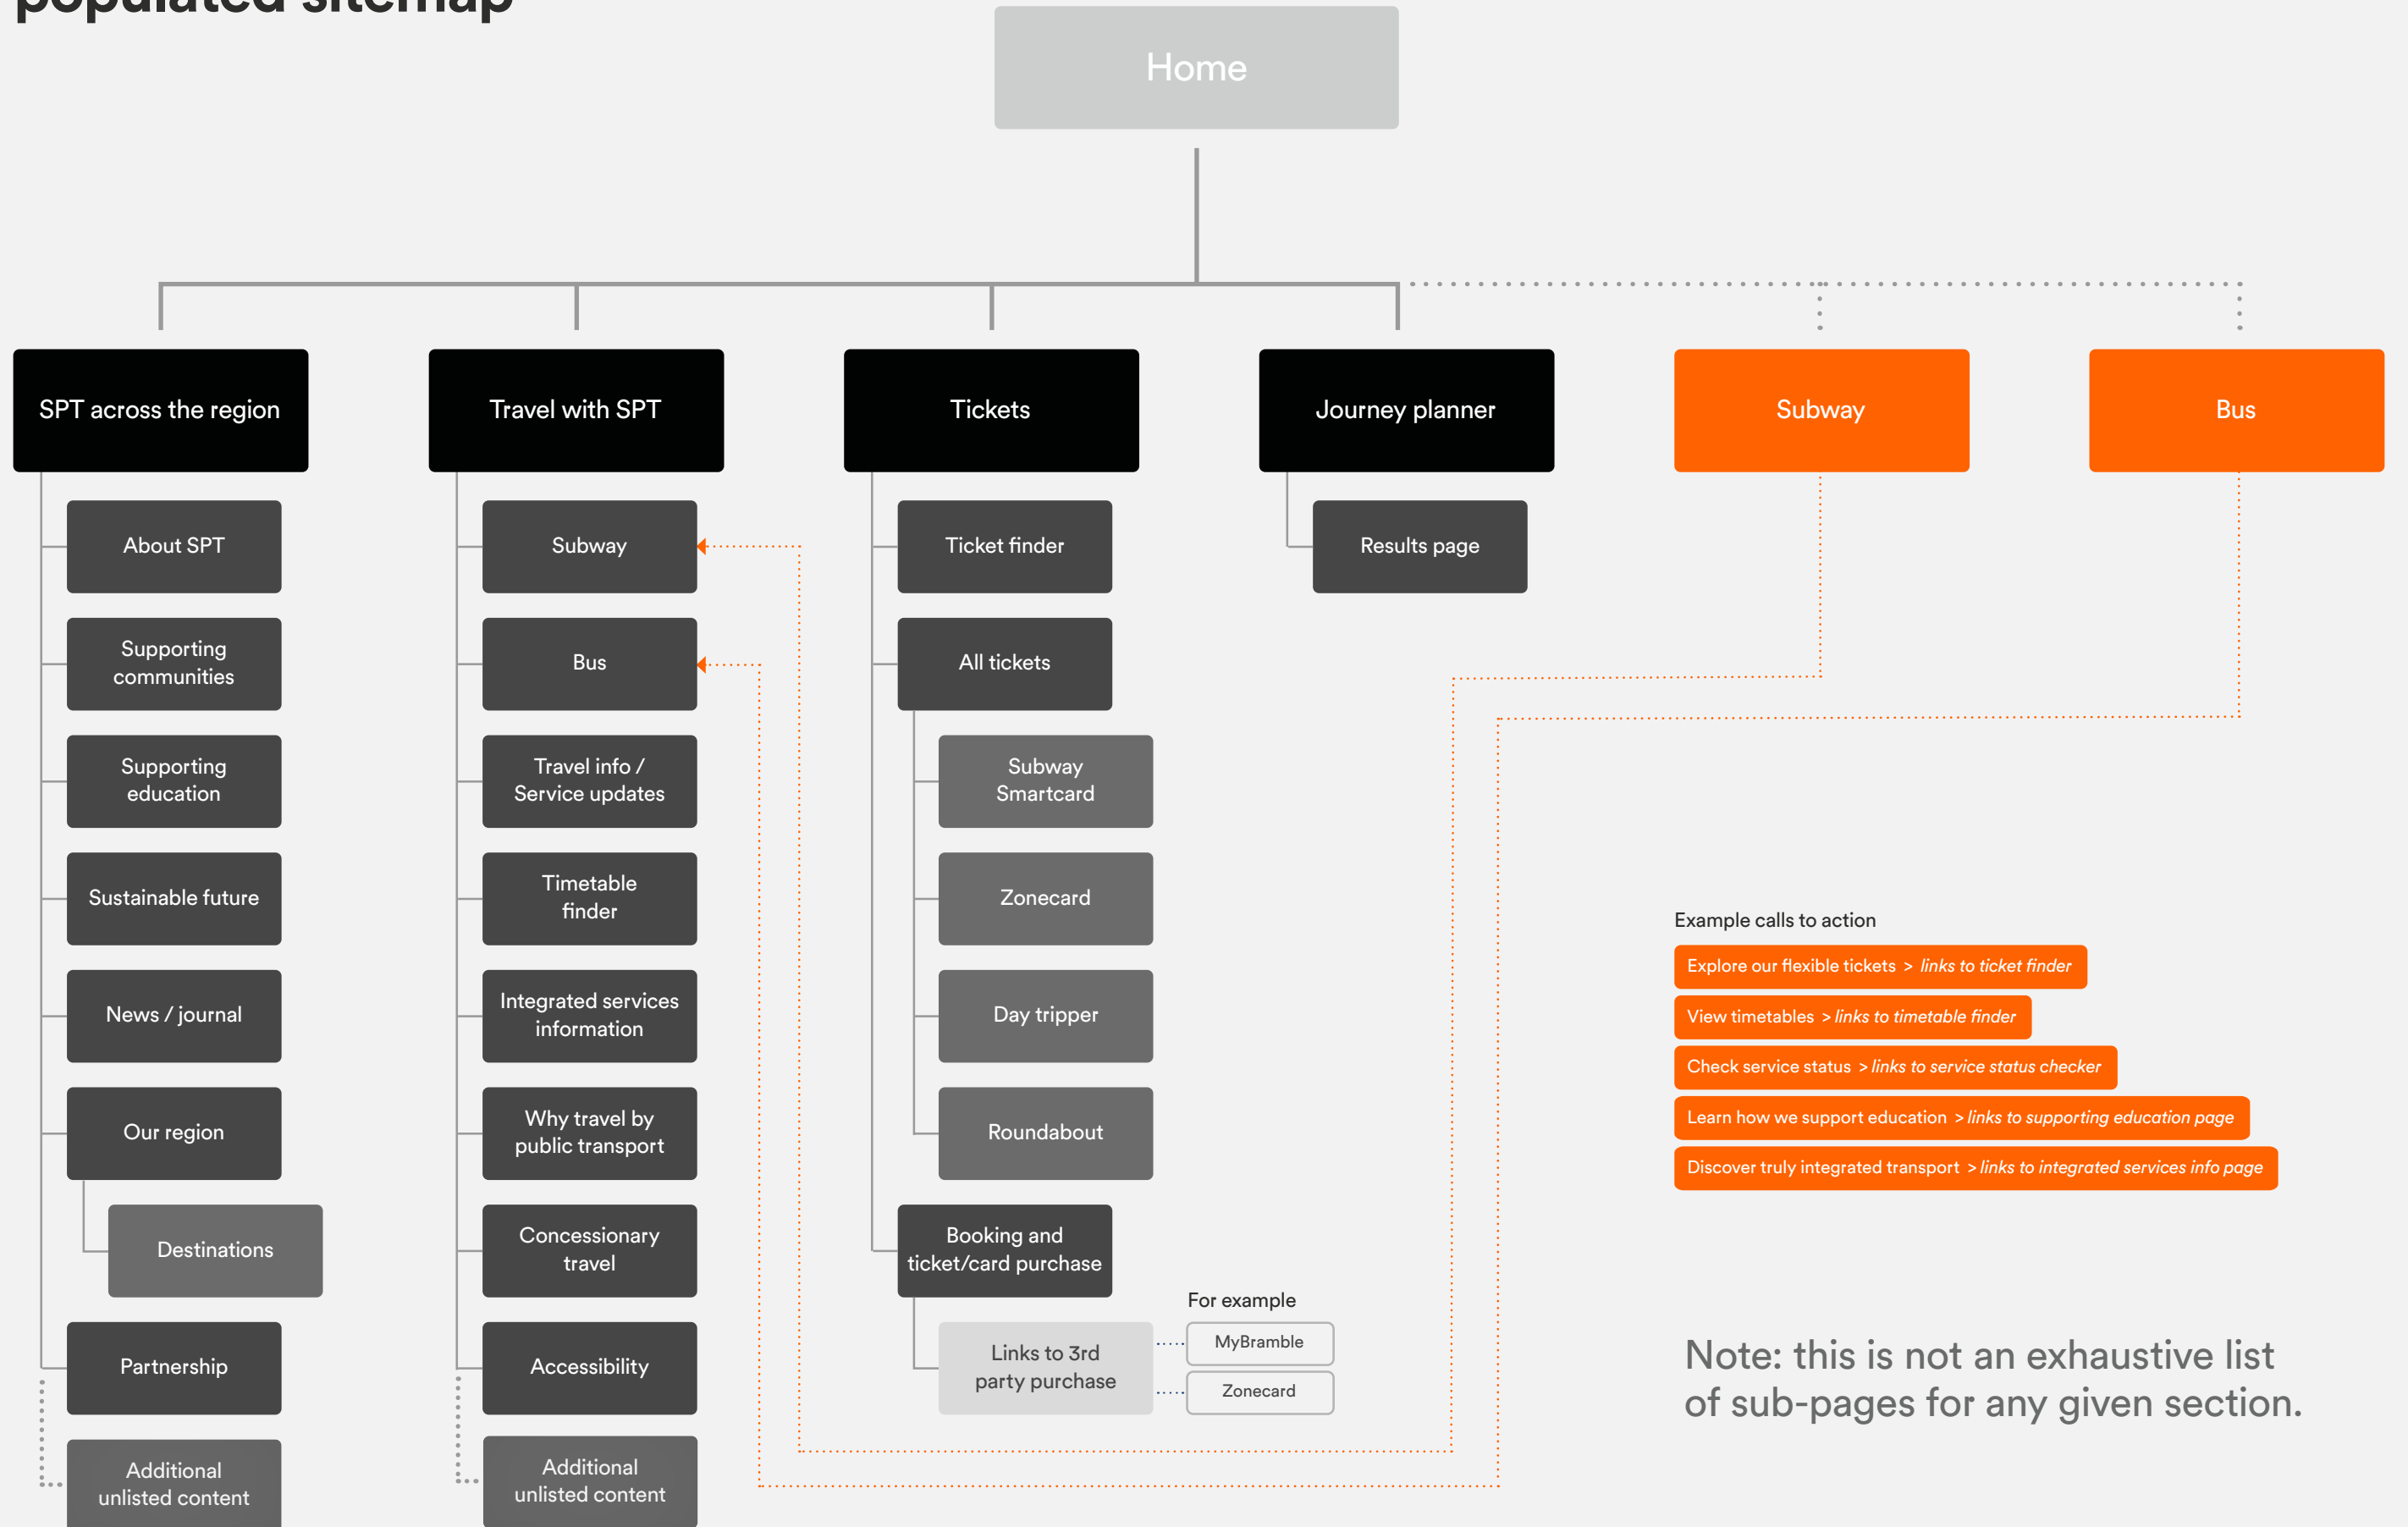 populated sitemap
Home
SPT across the region
Travel with SPT
Tickets
Journey planner
Subway
Bus
About SPT
Supporting
communities
Supporting
education
Sustainable future
News / journal
Our region
Destinations
Partnership
Additional
unlisted content
Subway
Bus
Travel info /
Service updates
Timetable
finder
Integrated services
information
Why travel by
public transport
Concessionary
travel
Accessibility
Additional
unlisted content
Ticket finder
All tickets
Subway
Smartcard
Zonecard
Day tripper
Roundabout
Booking and
ticket/card purchase
Links to 3rd
party purchase
For example
MyBramble
Zonecard
Results page
Example calls to action
Explore our flexible tickets > links to ticket finder
View timetables > links to timetable finder
Check service status > links to service status checker
Learn how we support education > links to supporting education page
Discover truly integrated transport > links to integrated services info page
Note: this is not an exhaustive list
of sub-pages for any given section.